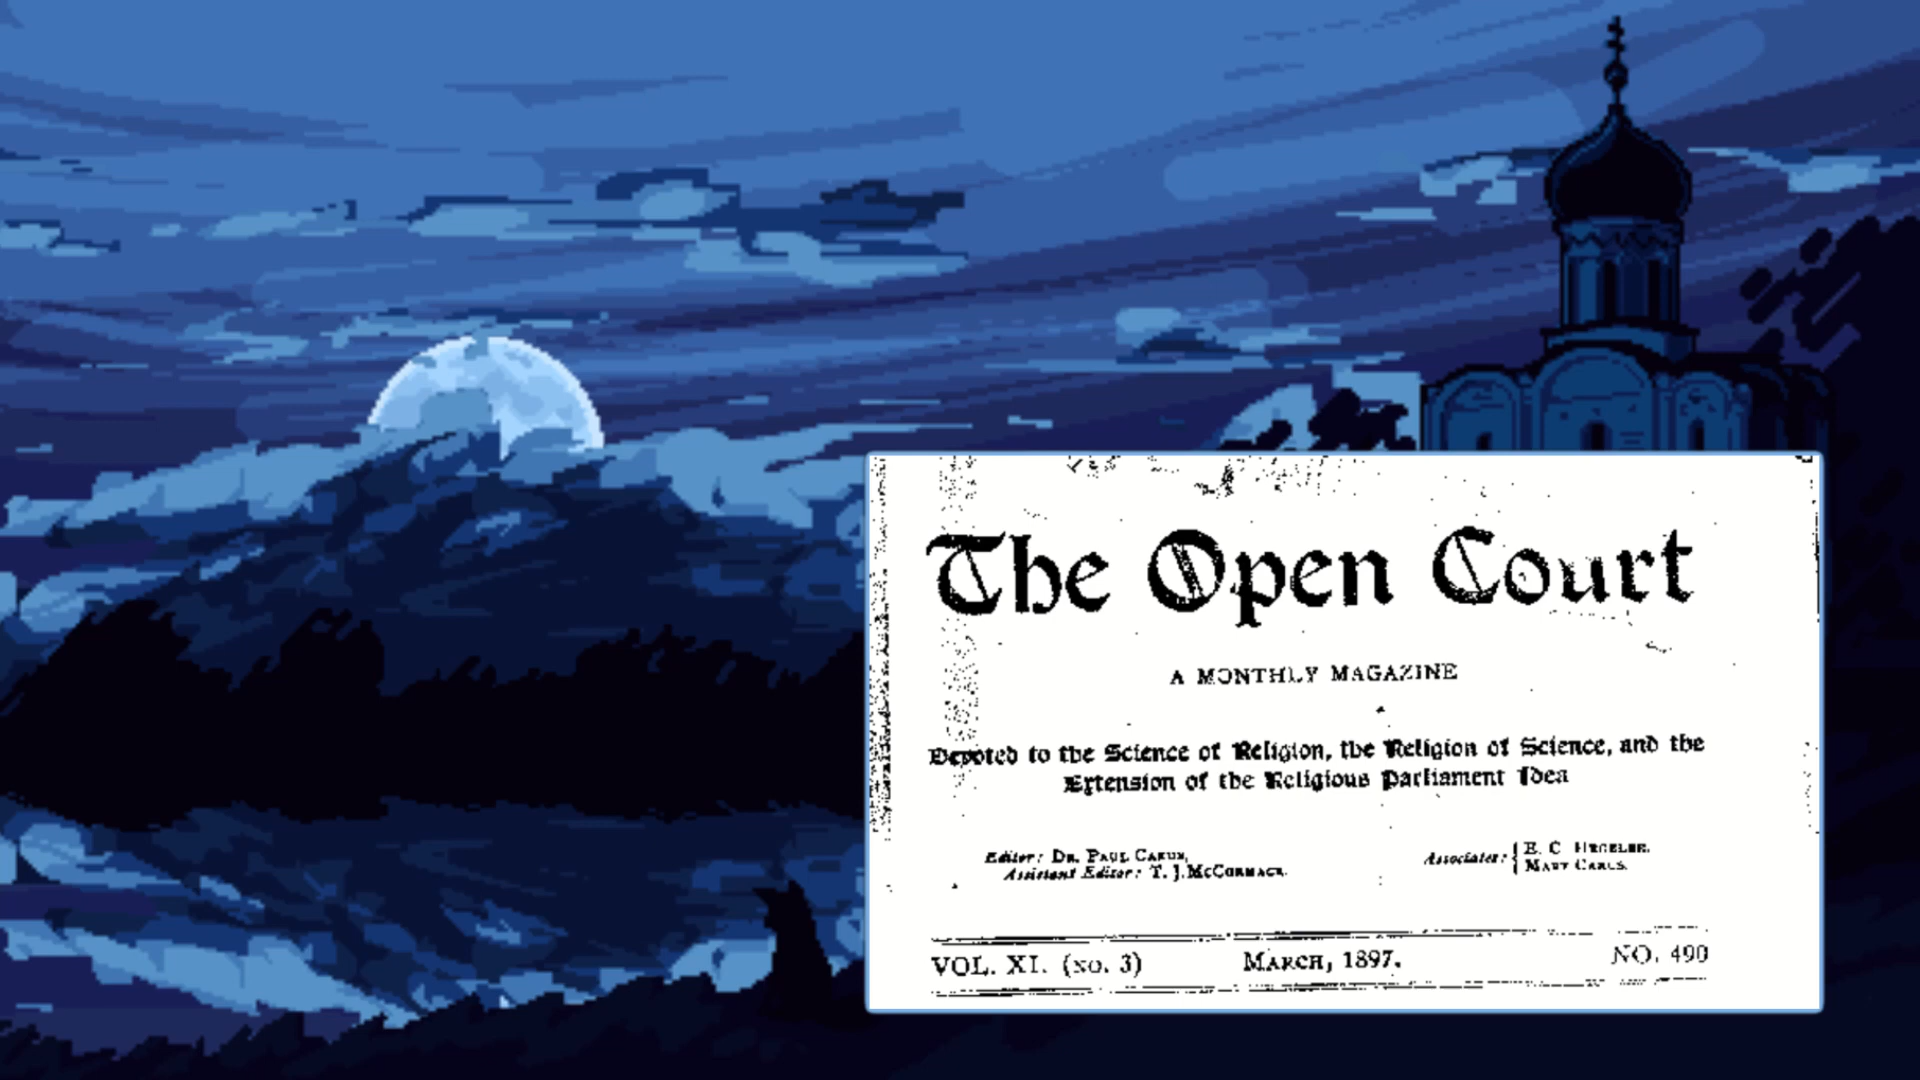 The Open Court
A MONTHLY MAGAZINE
Devoted to the Science of Religion, the Religion of Science, and the
Extension of the Religious Parliament Idea
Editor: DR. PAUL CARUS,
Assistant Editor: T. J. MCCORMACK.
Associates: { E. C. HEGELER.
MARY CARUS.
VOL. XI. (NO. 3)
MARCH, 1897.
NO. 490